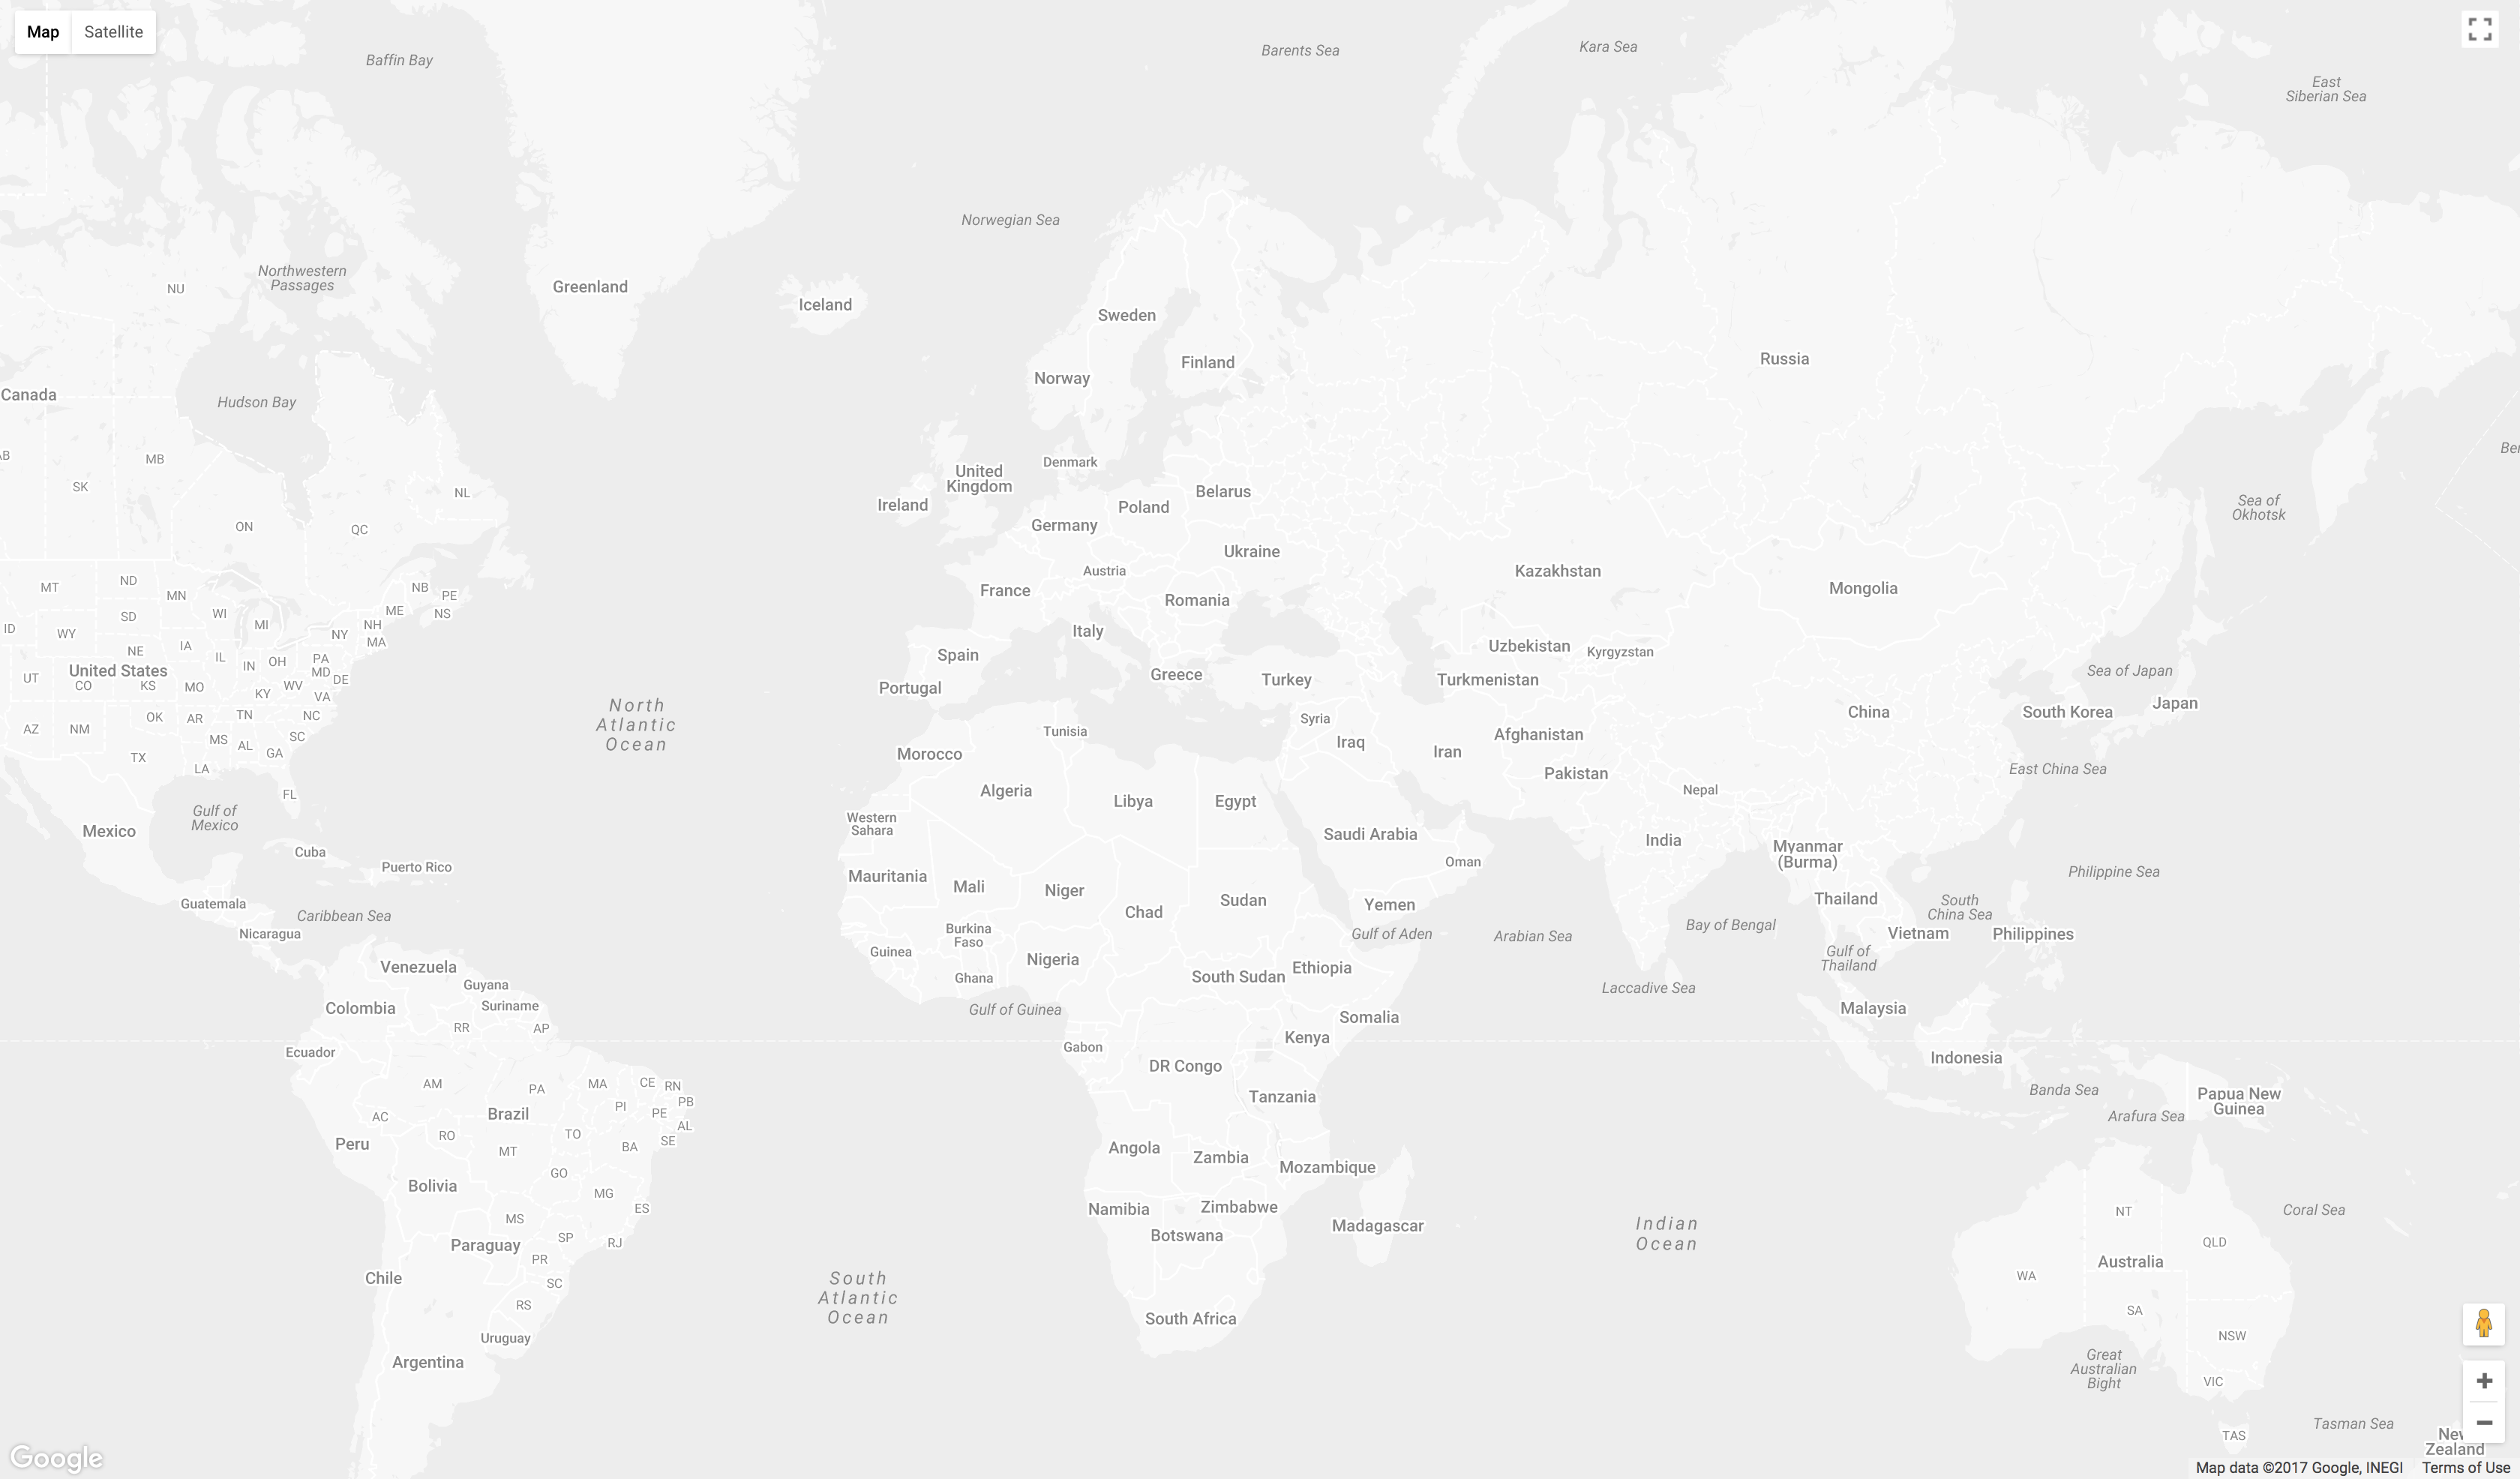 Map
Satellite
Baffin Bay
Barents Sea
Kara Sea
East
Siberian Sea
Norwegian Sea
Northwestern
Passages
NU
Greenland
Iceland
Sweden
Finland
Norway
Russia
Canada
Hudson Bay
MB
SK
ON
QC
NL
Denmark
United
Kingdom
Ireland
Belarus
Poland
Germany
Ukraine
Austria
France
Romania
Italy
Spain
Portugal
Greece
Turkey
Kazakhstan
Mongolia
Uzbekistan
Kyrgyzstan
Turkmenistan
Sea of
Okhotsk
Sea of Japan
Japan
South Korea
China
East China Sea
MT
ND
MN
NB
PE
ME
NS
SD
WI
MI
NH
ID
WY
NY
MA
IA
NE
IL
IN
OH
PA
MD
DE
United States
UT
CO
KS
MO
KY
WV
VA
OK
AR
TN
NC
AZ
NM
MS
AL
GA
SC
TX
LA
FL
North
Atlantic
Ocean
Gulf of
Mexico
Mexico
Cuba
Puerto Rico
Guatemala
Caribbean Sea
Nicaragua
Tunisia
Morocco
Algeria
Libya
Egypt
Western
Sahara
Syria
Iraq
Iran
Afghanistan
Pakistan
Nepal
India
Saudi Arabia
Oman
Yemen
Gulf of Aden
Arabian Sea
Bay of Bengal
Laccadive Sea
Myanmar
(Burma)
Thailand
Gulf of
Thailand
Vietnam
South
China Sea
Philippines
Philippine Sea
Mauritania
Mali
Niger
Chad
Sudan
Burkina
Faso
Guinea
Ghana
Nigeria
South Sudan
Ethiopia
Gulf of Guinea
Somalia
Kenya
Gabon
DR Congo
Tanzania
Malaysia
Indonesia
Banda Sea
Arafura Sea
Papua New
Guinea
Venezuela
Guyana
Suriname
Colombia
RR
AP
Ecuador
AM
PA
MA
CE
RN
PB
PI
PE
AC
Brazil
AL
SE
RO
TO
BA
Peru
MT
GO
Bolivia
MG
ES
MS
SP
RJ
Paraguay
PR
Chile
SC
RS
Uruguay
Argentina
South
Atlantic
Ocean
Angola
Zambia
Mozambique
Namibia
Zimbabwe
Botswana
Madagascar
South Africa
Indian
Ocean
NT
Coral Sea
QLD
Australia
WA
SA
NSW
Great
Australian
Bight
VIC
TAS
Tasman Sea
Zealand
Google
Map data ©2017 Google, INEGI
Terms of Use